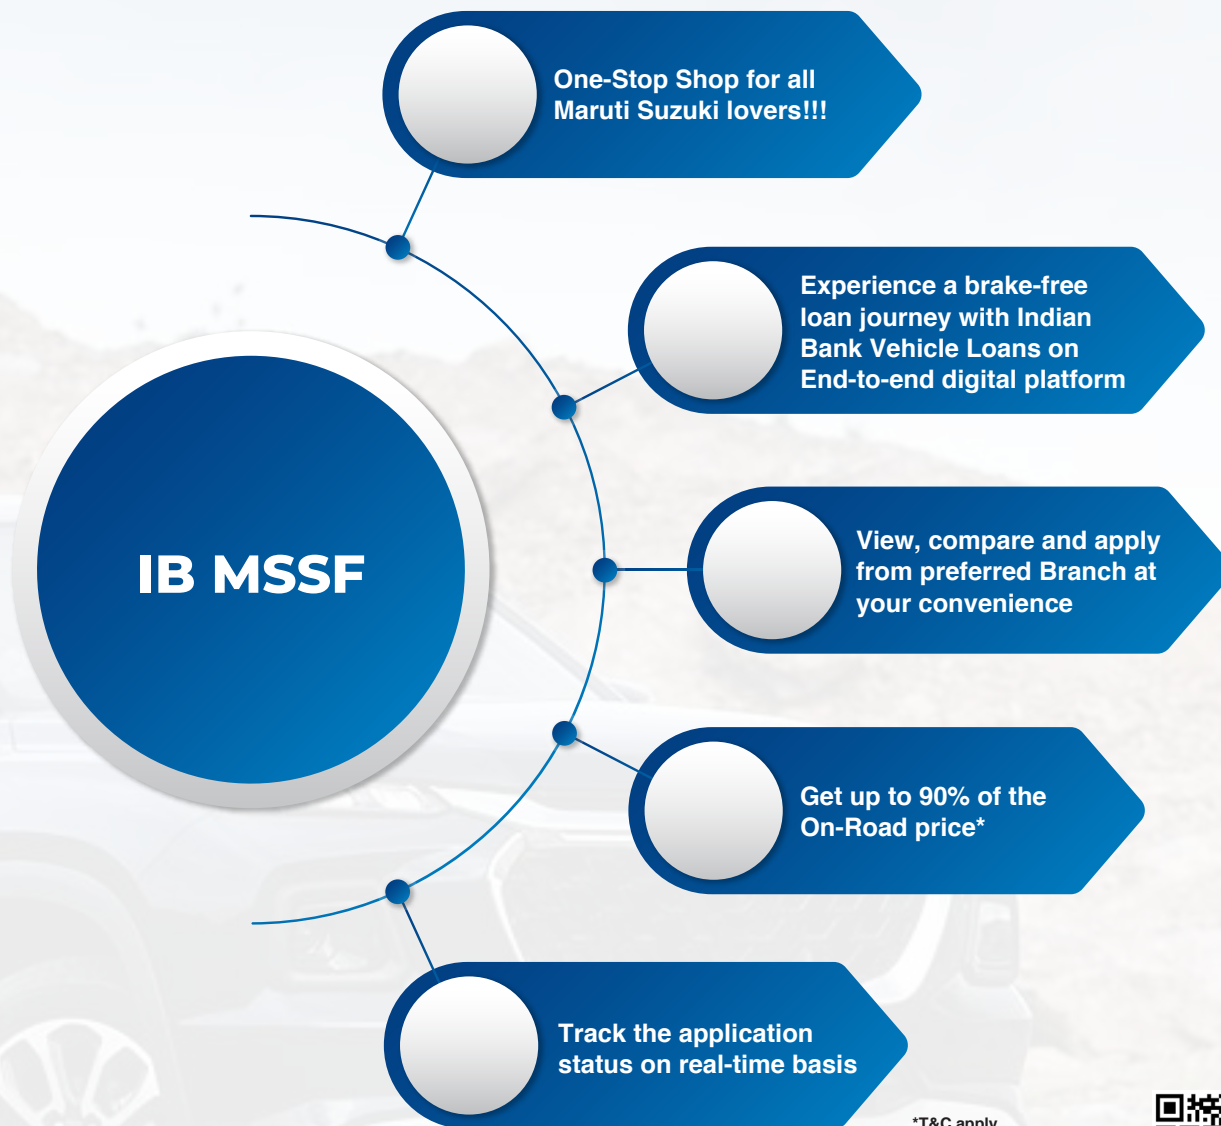 One-Stop Shop for all
Maruti Suzuki lovers!!!
Experience a brake-free
loan journey with Indian
Bank Vehicle Loans on
End-to-end digital platform
IB MSSF
View, compare and apply
from preferred Branch at
your convenience
Get up to 90% of the
On-Road price*
Track the application
status on real-time basis
*T&C apply